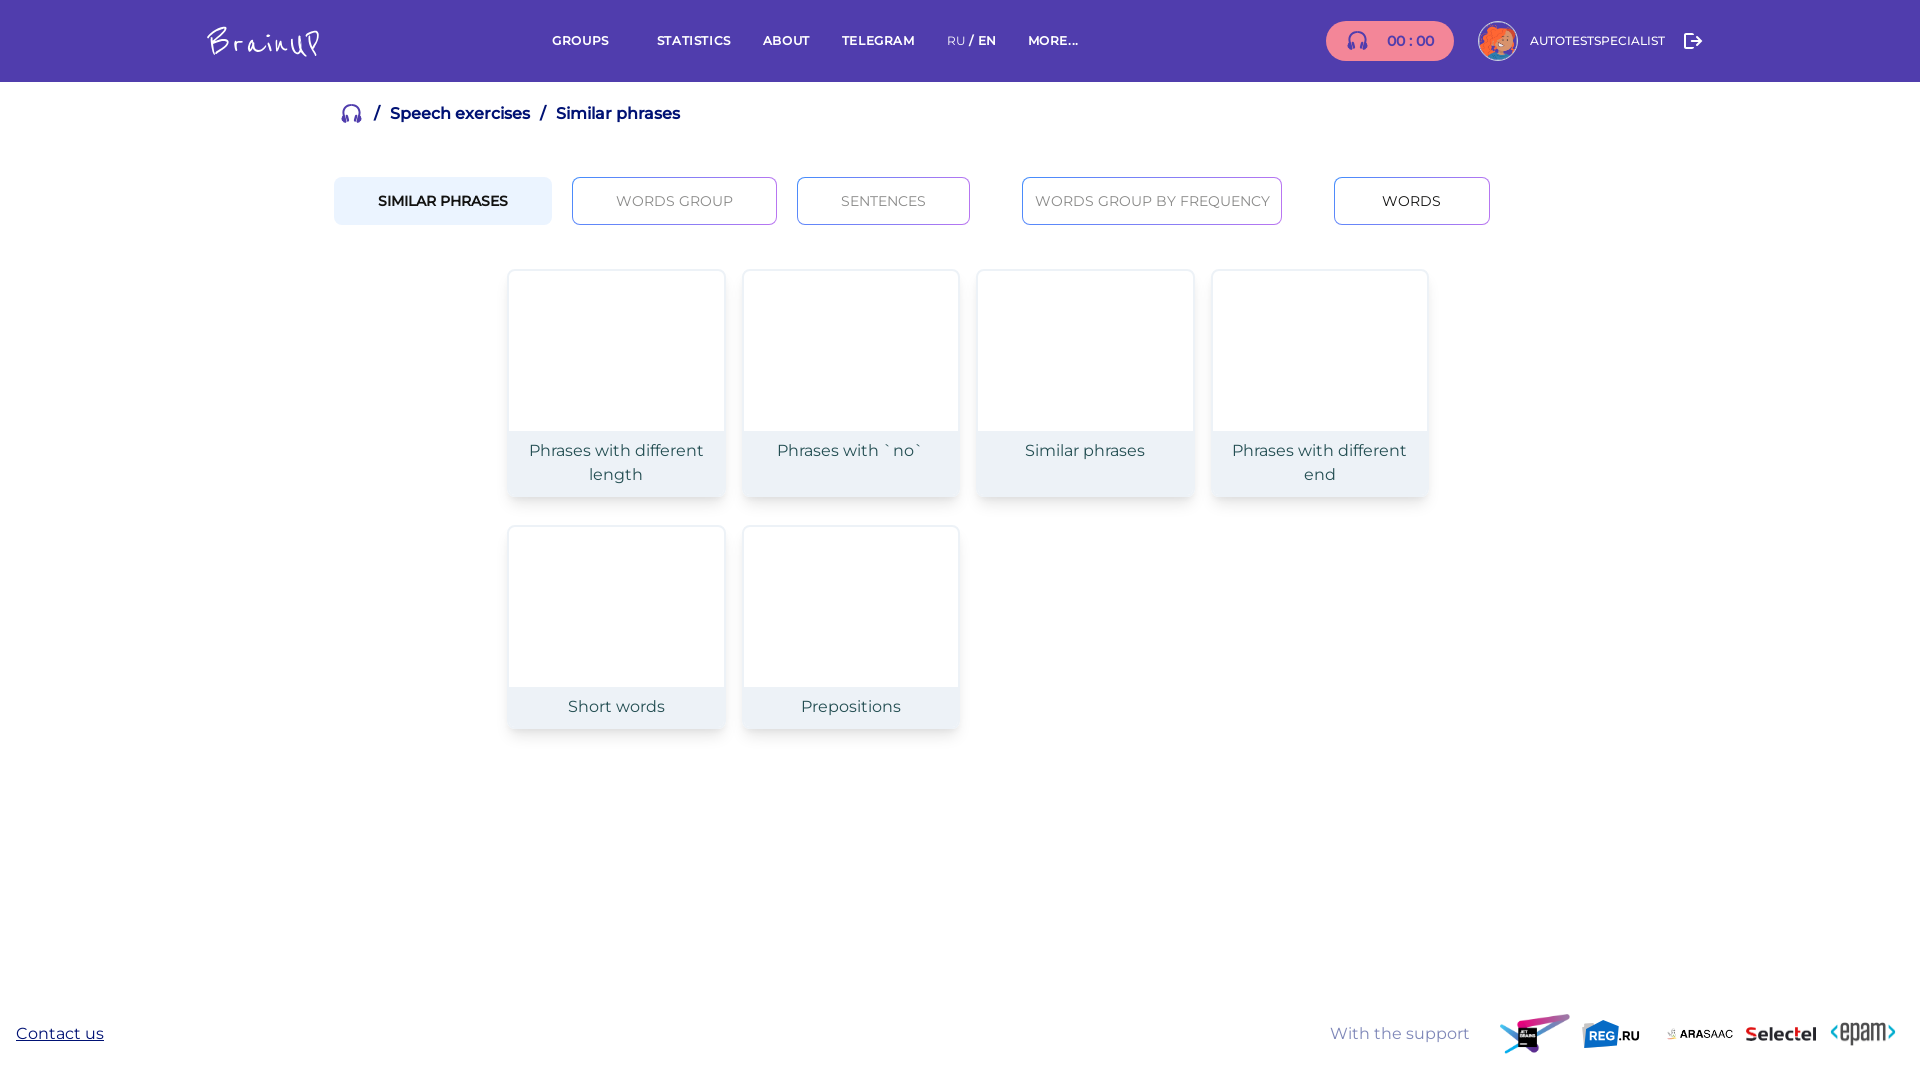 BrainUP
GROUPS STATISTICS ABOUT TELEGRAM RU / EN MORE...
00 : 00
AUTOTESTSPECIALIST
/ Speech exercises / Similar phrases
SIMILAR PHRASES
WORDS GROUP
SENTENCES
WORDS GROUP BY FREQUENCY
WORDS
Phrases with different
length
Phrases with `no`
Similar phrases
Phrases with different
end
Short words
Prepositions
Contact us
With the support
JET BRAINS
REG.RU
ARASAAC
Selectel
<epam>